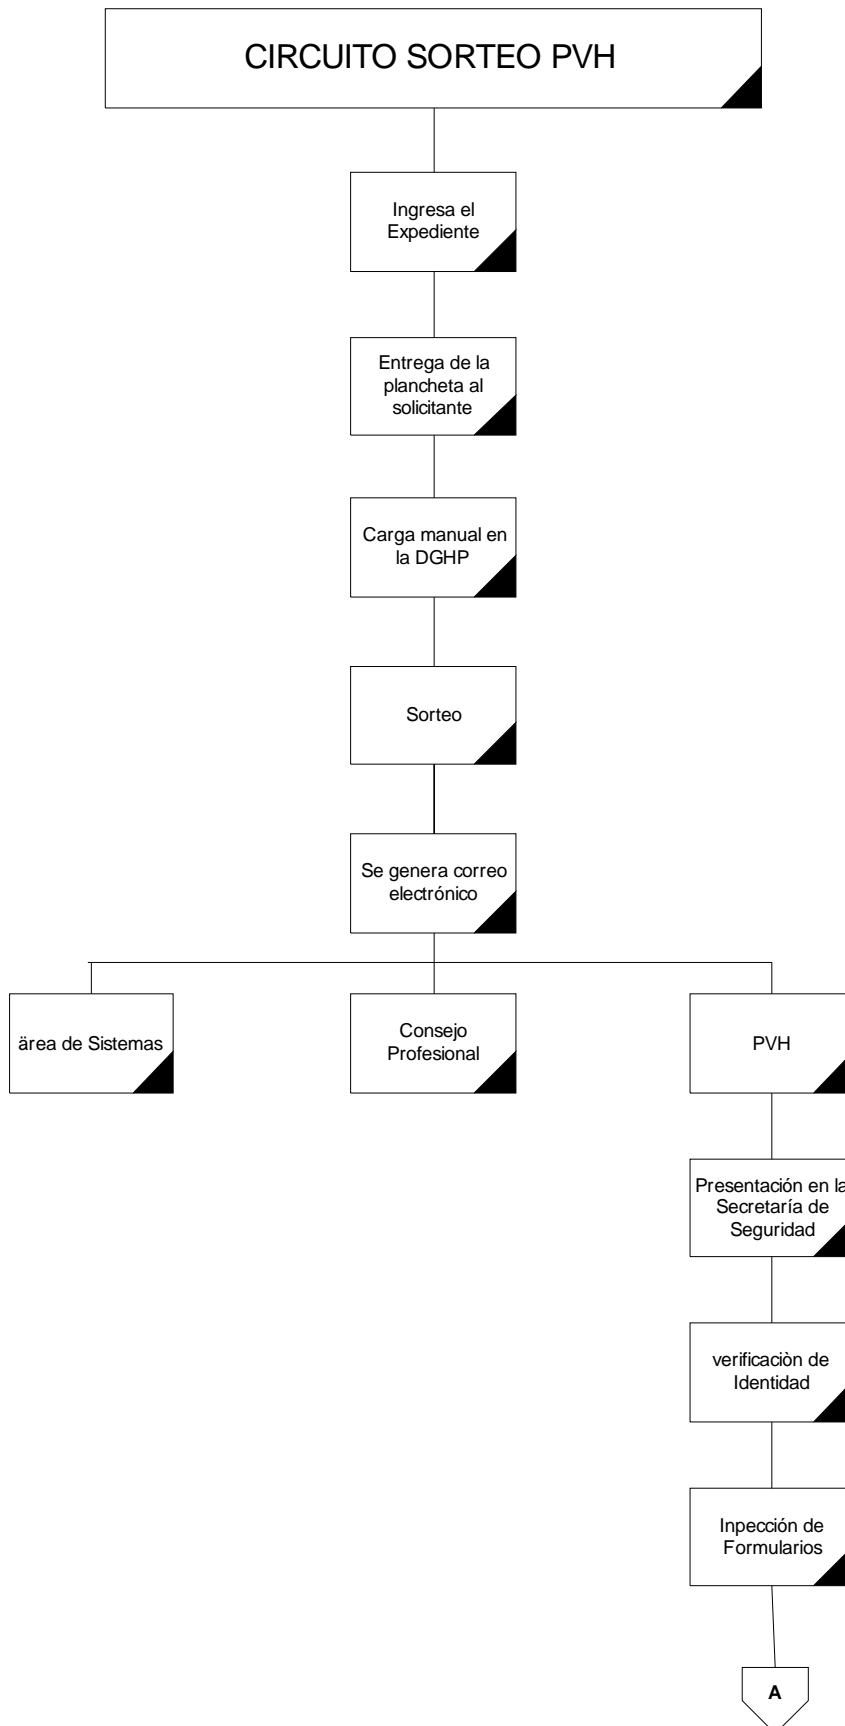 CIRCUITO SORTEO PVH
Ingresa el
Expediente
Entrega de la
plancheta al
solicitante
Carga manual en
la DGHP
Sorteo
Se genera correo
electrónico
ärea de Sistemas
Consejo
Profesional
PVH
Presentación en la
Secretaría de
Seguridad
verificaciòn de
Identidad
Inpección de
Formularios
A